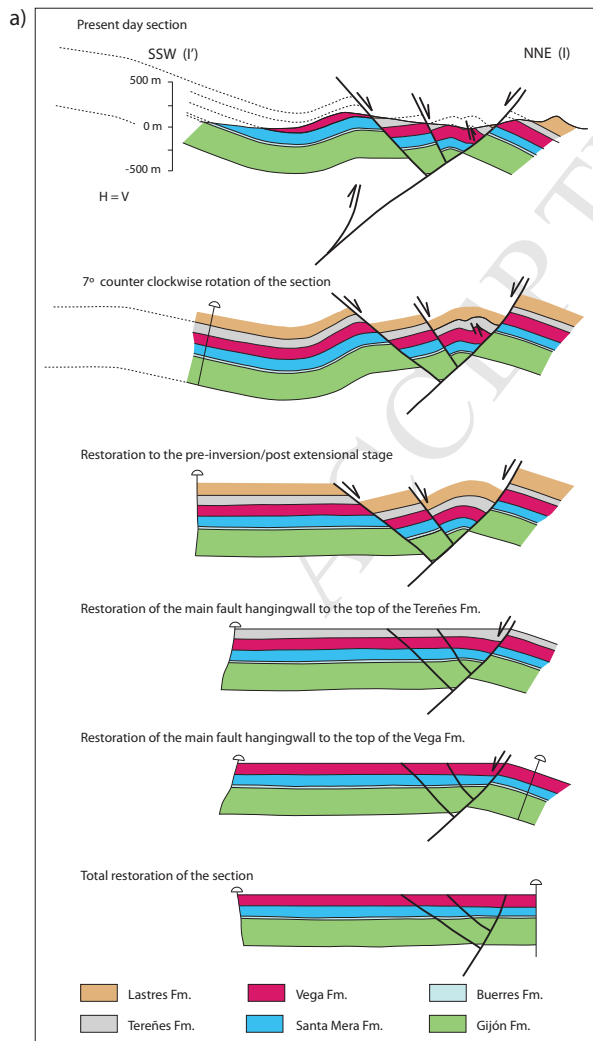 a)
Present day section
SSW (I')
NNE (I)
500 m
0 m
-500 m
H = V
7º counter clockwise rotation of the section
Restoration to the pre-inversion/post extensional stage
Restoration of the main fault hangingwall to the top of the Tereñes Fm.
Restoration of the main fault hangingwall to the top of the Vega Fm.
Total restoration of the section
Lastres Fm.
Vega Fm.
Buerres Fm.
Tereñes Fm.
Santa Mera Fm.
Gijón Fm.
ASCIPT